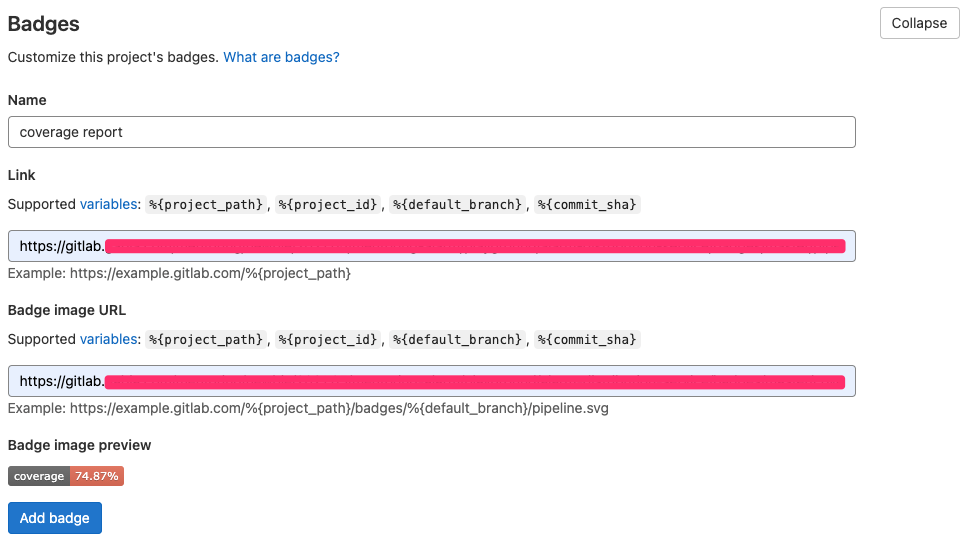 Badges
Collapse
Customize this project's badges. What are badges?
Name
coverage report
Link
Supported variables: %{project_path}, %{project_id}, %{default_branch}, %{commit_sha}
https://gitlab.
Example: https://example.gitlab.com/%{project_path}
Badge image URL
Supported variables: %{project_path}, %{project_id}, %{default_branch}, %{commit_sha}
https://gitlab.
Example: https://example.gitlab.com/%{project_path}/badges/%{default_branch}/pipeline.svg
Badge image preview
coverage 74.87%
Add badge